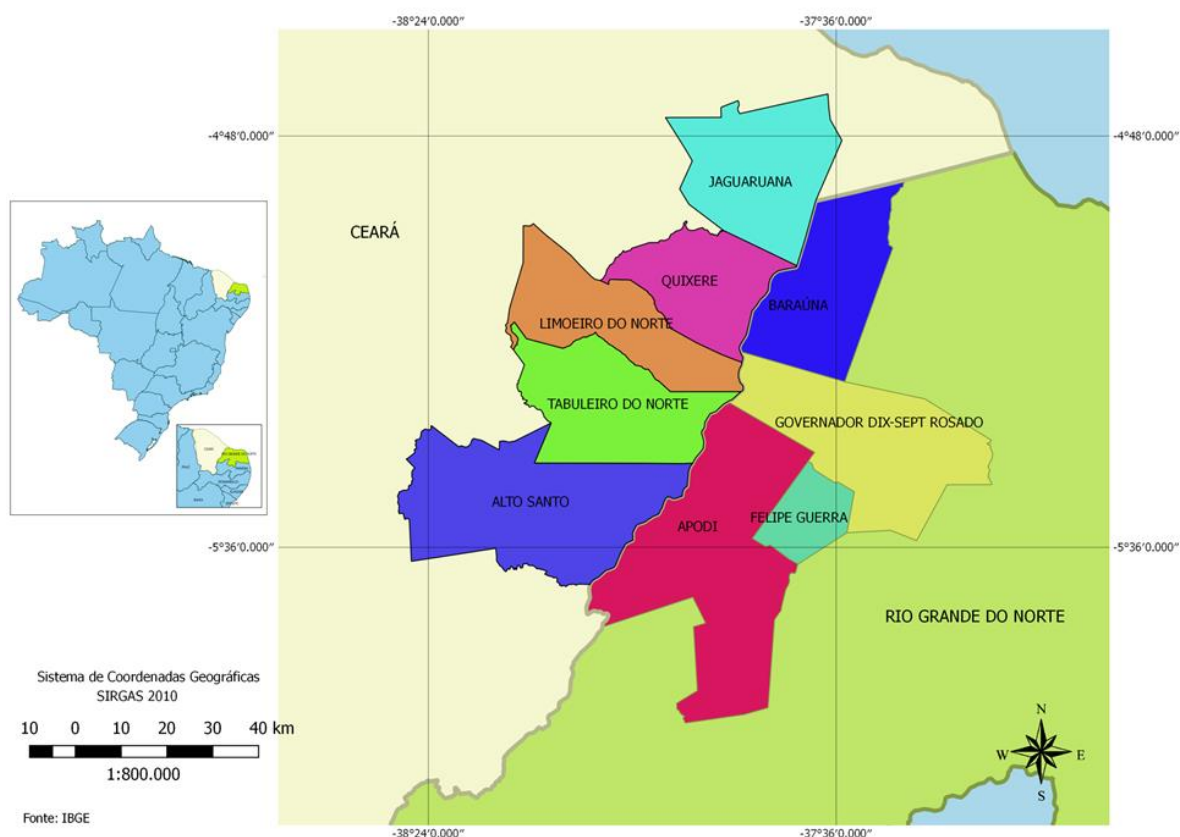 -38°24'0.000"
-37°36'0.000"
-4°48'0.000"
-4°48'0.000"
JAGUARUANA
CEARÁ
QUIXERE
BARAÚNA
LIMOEIRO DO NORTE
TABULEIRO DO NORTE
GOVERNADOR DIX-SEPT ROSADO
ALTO SANTO
APODI
FELIPE GUERRA
-5°36'0.000"
-5°36'0.000"
RIO GRANDE DO NORTE
Sistema de Coordenadas Geográficas
SIRGAS 2010
10 0 10 20 30 40 km
1:800.000
N
W E
S
Fonte: IBGE
-38°24'0.000"
-37°36'0.000"